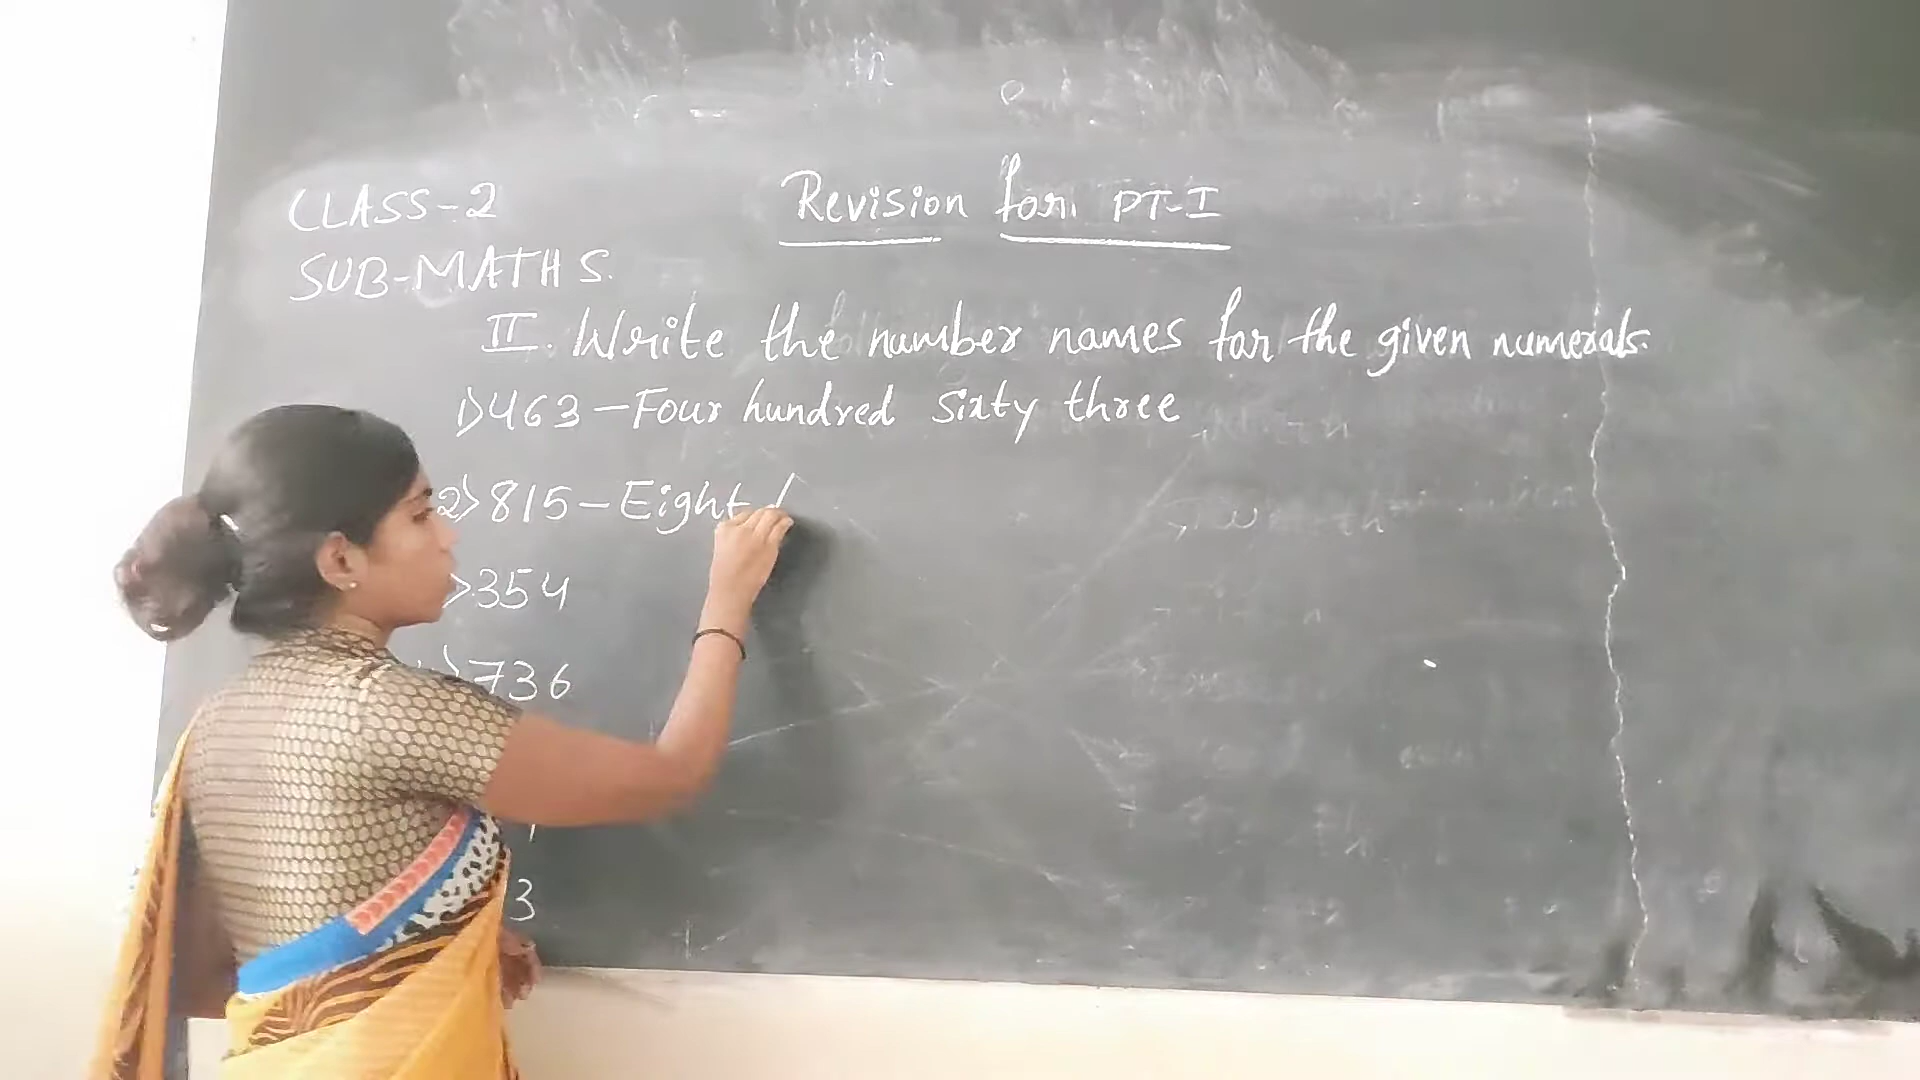 CLASS-2
Revision for PT-I
SUB-MATHS.
II. Write the number names for the given numerals.
1) 463 - Four hundred sixty three
2) 815 - Eight
354
736
3